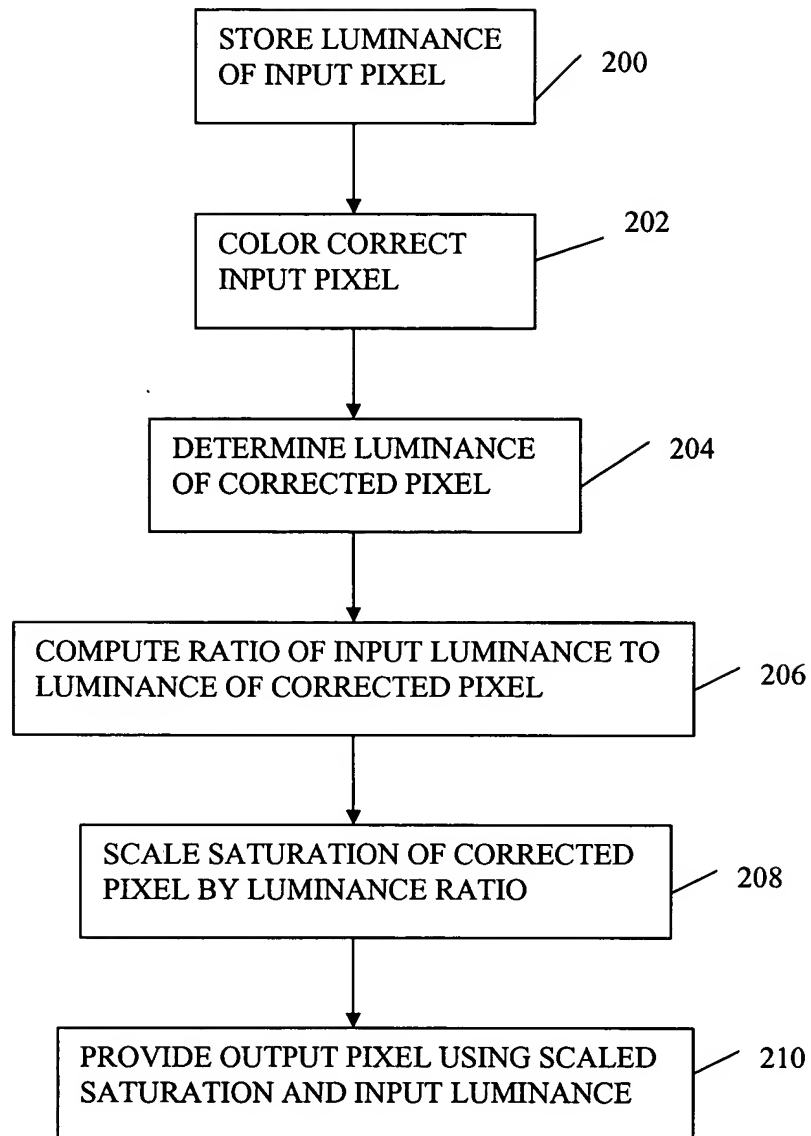 STORE LUMINANCE
OF INPUT PIXEL
200
COLOR CORRECT
INPUT PIXEL
202
DETERMINE LUMINANCE
OF CORRECTED PIXEL
204
COMPUTE RATIO OF INPUT LUMINANCE TO
LUMINANCE OF CORRECTED PIXEL
206
SCALE SATURATION OF CORRECTED
PIXEL BY LUMINANCE RATIO
208
PROVIDE OUTPUT PIXEL USING SCALED
SATURATION AND INPUT LUMINANCE
210